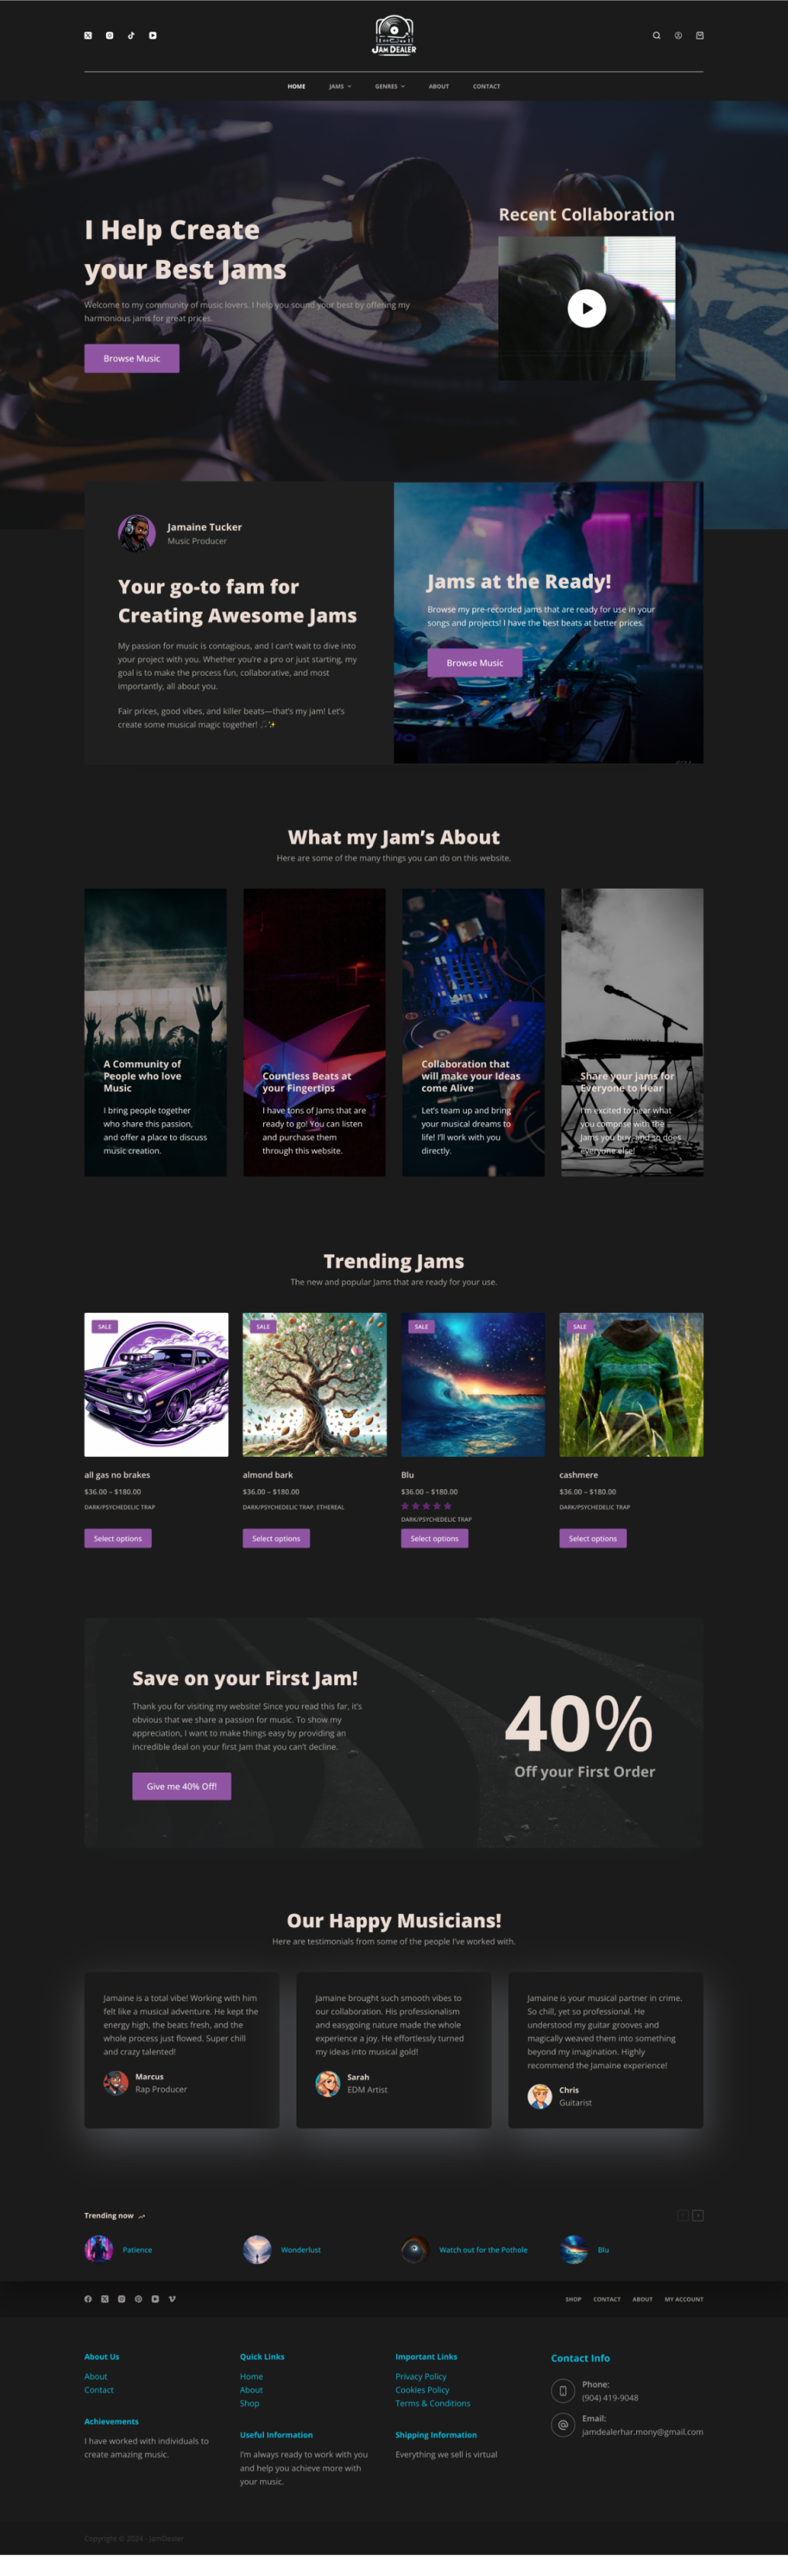 JAM DEALER
HOME
JAMS
GENRES
ABOUT
CONTACT
I Help Create
your Best Jams
Welcome to my community of music lovers. I help you sound your best by offering my
harmonious jams for great prices.
Browse Music
Recent Collaboration
Jamaine Tucker
Music Producer
Your go-to fam for
Creating Awesome Jams
My passion for music is contagious, and I can't wait to dive into
your project with you. Whether you're a pro or just starting, my
goal is to make the process fun, collaborative, and most
importantly, all about you.
Fair prices, good vibes, and killer beats—that's my jam! Let's
create some musical magic together! 🎵✨
Jams at the Ready!
Browse my pre-recorded jams that are ready for use in your
songs and projects! I have the best beats at better prices.
Browse Music
What my Jam's About
Here are some of the many things you can do on this website.
A Community of
People who love
Music
I bring people together
who share this passion,
and offer a place to discuss
music creation.
Countless Beats at
your Fingertips
I have tons of Jams that are
ready to go! You can listen
and purchase them
through this website.
Collaboration that
will make your Ideas
come Alive
Let's team up and bring
your musical dreams to
life! I'll work with you
directly.
Share your Jams for
Everyone to Hear
I'm excited to hear what
you compose with the
Jams you buy, and so does
everyone else!
Trending Jams
The new and popular Jams that are ready for your use.
SALE
SALE
SALE
SALE
all gas no brakes
$36.00 – $180.00
DARK/PSYCHEDELIC TRAP
Select options
almond bark
$36.00 – $180.00
DARK/PSYCHEDELIC TRAP, ETHEREAL
Select options
Blu
$36.00 – $180.00
DARK/PSYCHEDELIC TRAP
Select options
cashmere
$36.00 – $180.00
DARK/PSYCHEDELIC TRAP
Select options
Save on your First Jam!
Thank you for visiting my website! Since you read this far, it's
obvious that we share a passion for music. To show my
appreciation, I want to make things easy by providing an
incredible deal on your first Jam that you can't decline.
Give me 40% Off!
40%
Off your First Order
Our Happy Musicians!
Here are testimonials from some of the people I've worked with.
Jamaine is a total vibe! Working with him
felt like a musical adventure. He kept the
energy high, the beats fresh, and the
whole process just flowed. Super chill
and crazy talented!
Marcus
Rap Producer
Jamaine brought such smooth vibes to
our collaboration. His professionalism
and easygoing nature made the whole
experience a joy. He effortlessly turned
my ideas into musical gold!
Sarah
EDM Artist
Jamaine is your musical partner in crime.
So chill, yet so professional. He
understood my guitar grooves and
magically weaved them into something
beyond my imagination. Highly
recommend the Jamaine experience!
Chris
Guitarist
Trending now
Patience
Wonderlust
Watch out for the Pothole
Blu
SHOP
CONTACT
ABOUT
MY ACCOUNT
About Us
About
Contact
Achievements
I have worked with individuals to
create amazing music.
Quick Links
Home
About
Shop
Useful Information
I'm always ready to work with you
and help you achieve more with
your music.
Important Links
Privacy Policy
Cookies Policy
Terms & Conditions
Shipping Information
Everything we sell is virtual
Contact Info
Phone:
(904) 419-9048
Email:
jamdealerhar.mony@gmail.com
Copyright © 2024 - JamDealer